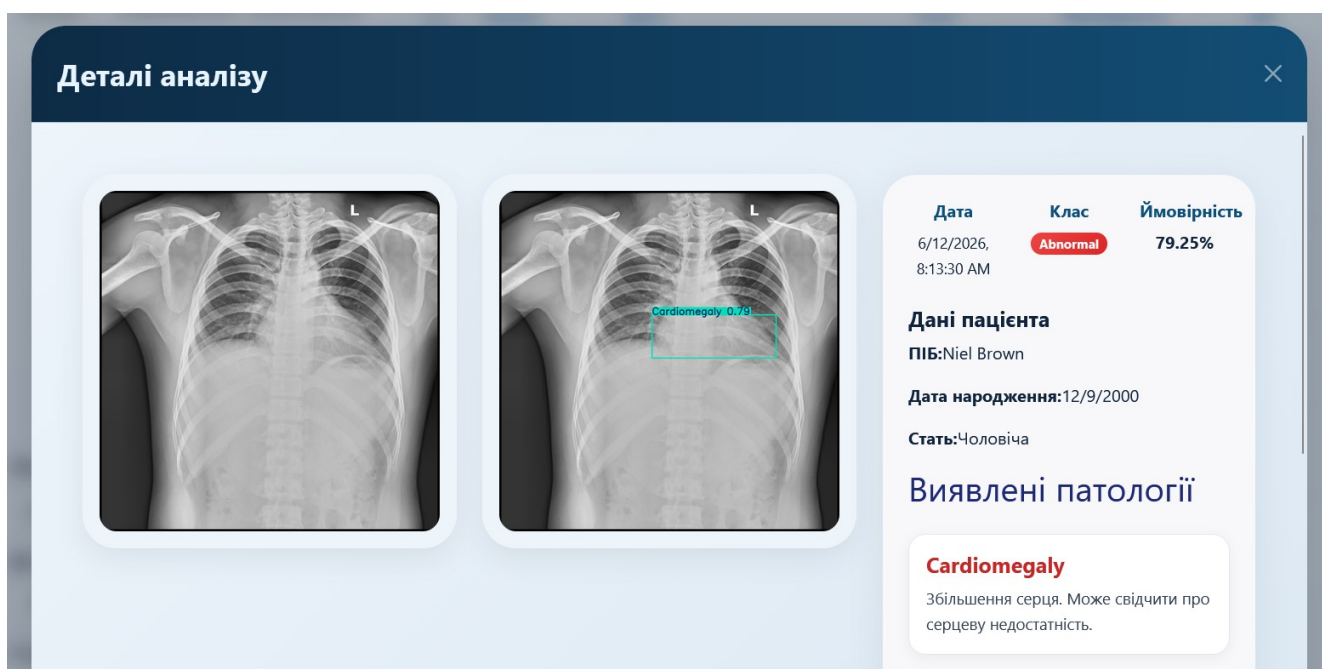 Деталі аналізу
L
L
Cardiomegaly 0.79
Дата Клас Ймовірність
6/12/2026, Abnormal 79.25%
8:13:30 AM
Дані пацієнта
ПІБ:Niel Brown
Дата народження:12/9/2000
Стать:Чоловіча
Виявлені патології
Cardiomegaly
Збільшення серця. Може свідчити про
серцеву недостатність.